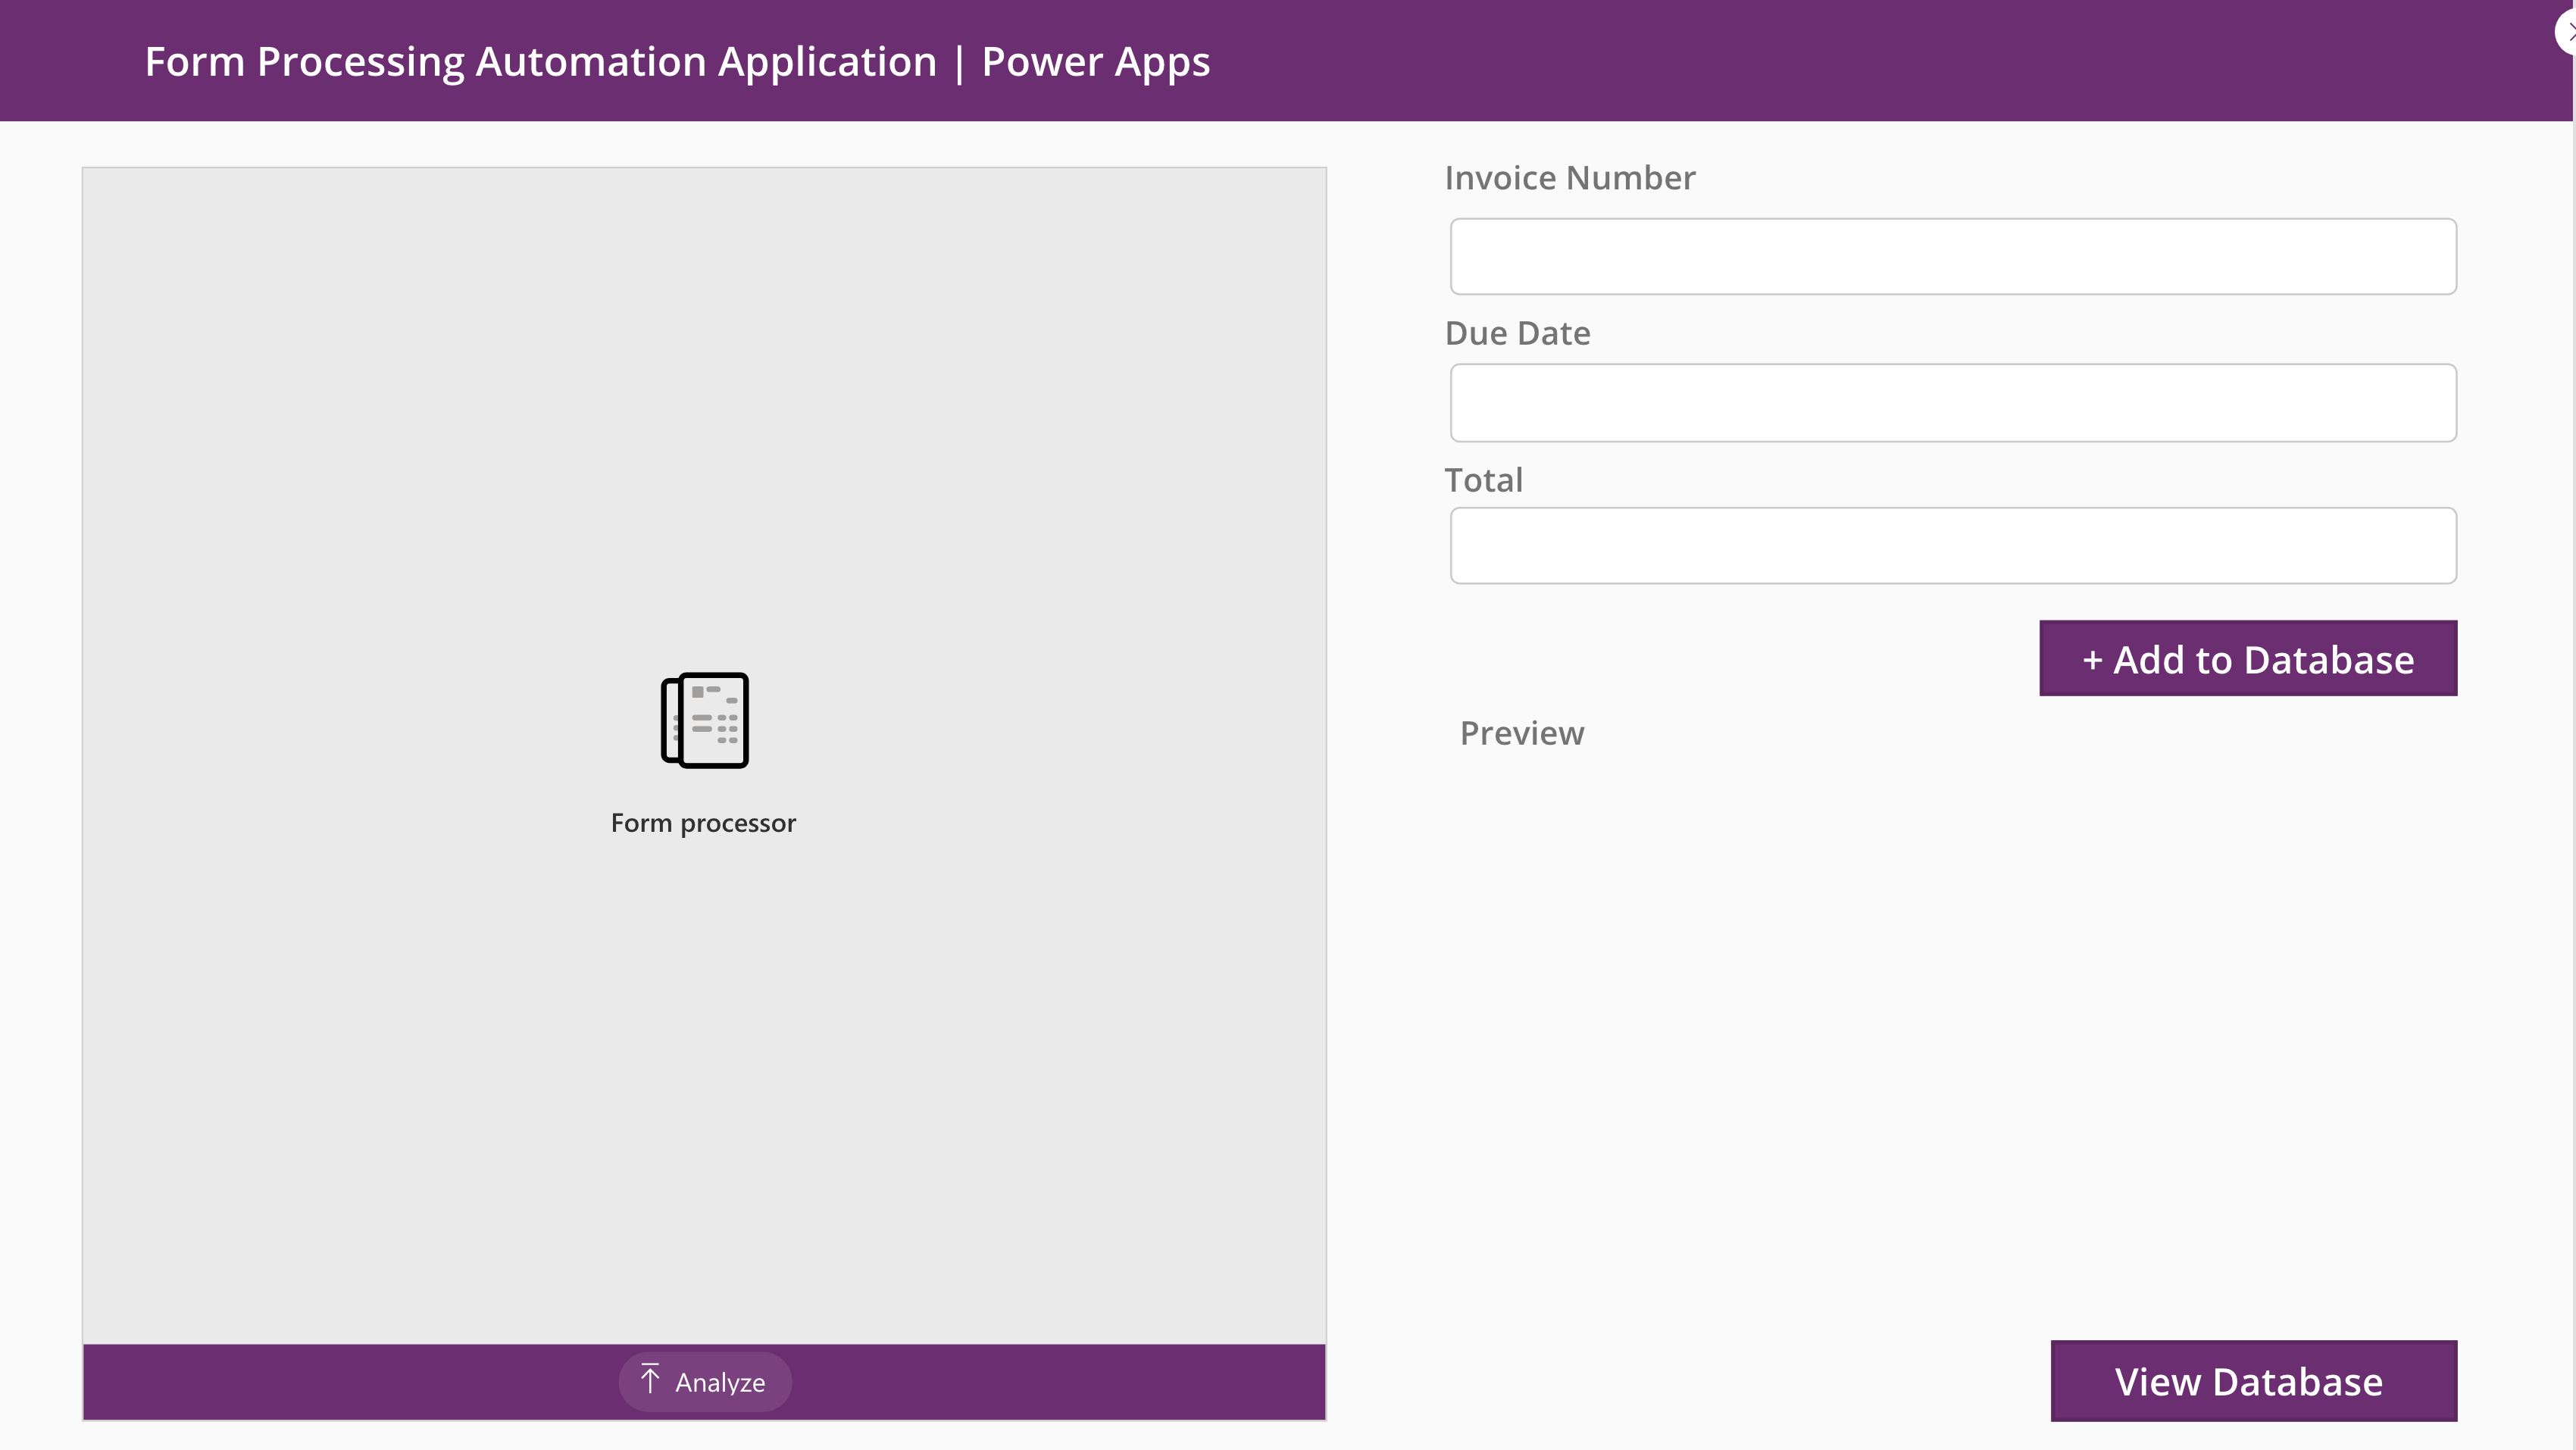 Form Processing Automation Application | Power Apps
Invoice Number
Due Date
Total
+ Add to Database
Form processor
Preview
Analyze
View Database